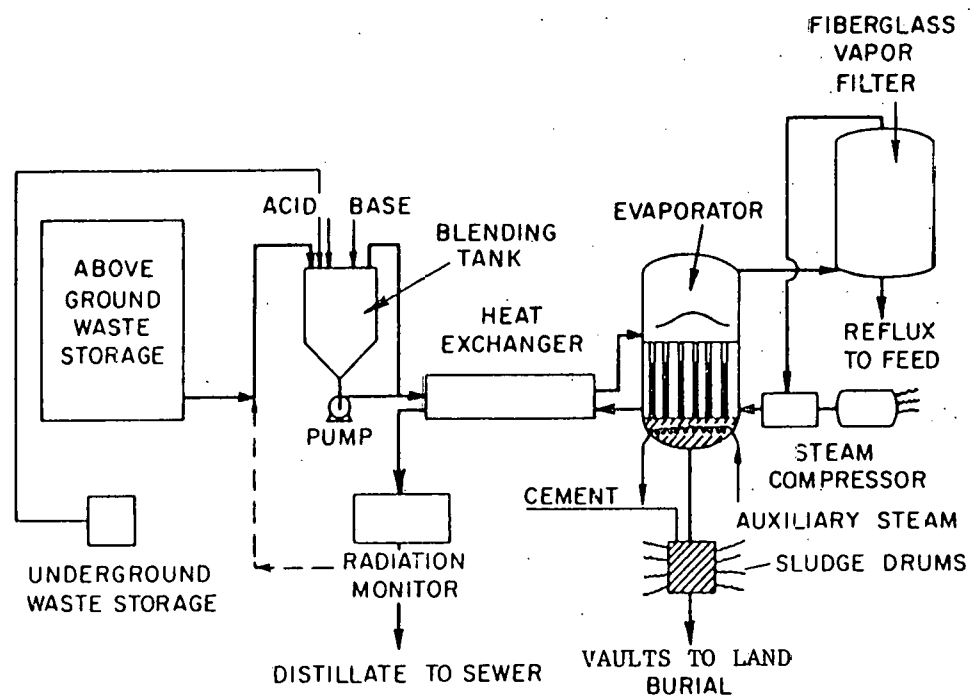 FIBERGLASS
VAPOR
FILTER
ACID
BASE
EVAPORATOR
BLENDING
TANK
ABOVE
GROUND
WASTE
STORAGE
HEAT
EXCHANGER
REFLUX
TO FEED
PUMP
STEAM
COMPRESSOR
CEMENT
AUXILIARY STEAM
RADIATION
MONITOR
SLUDGE DRUMS
UNDERGROUND
WASTE STORAGE
DISTILLATE TO SEWER
VAULTS TO LAND
BURIAL